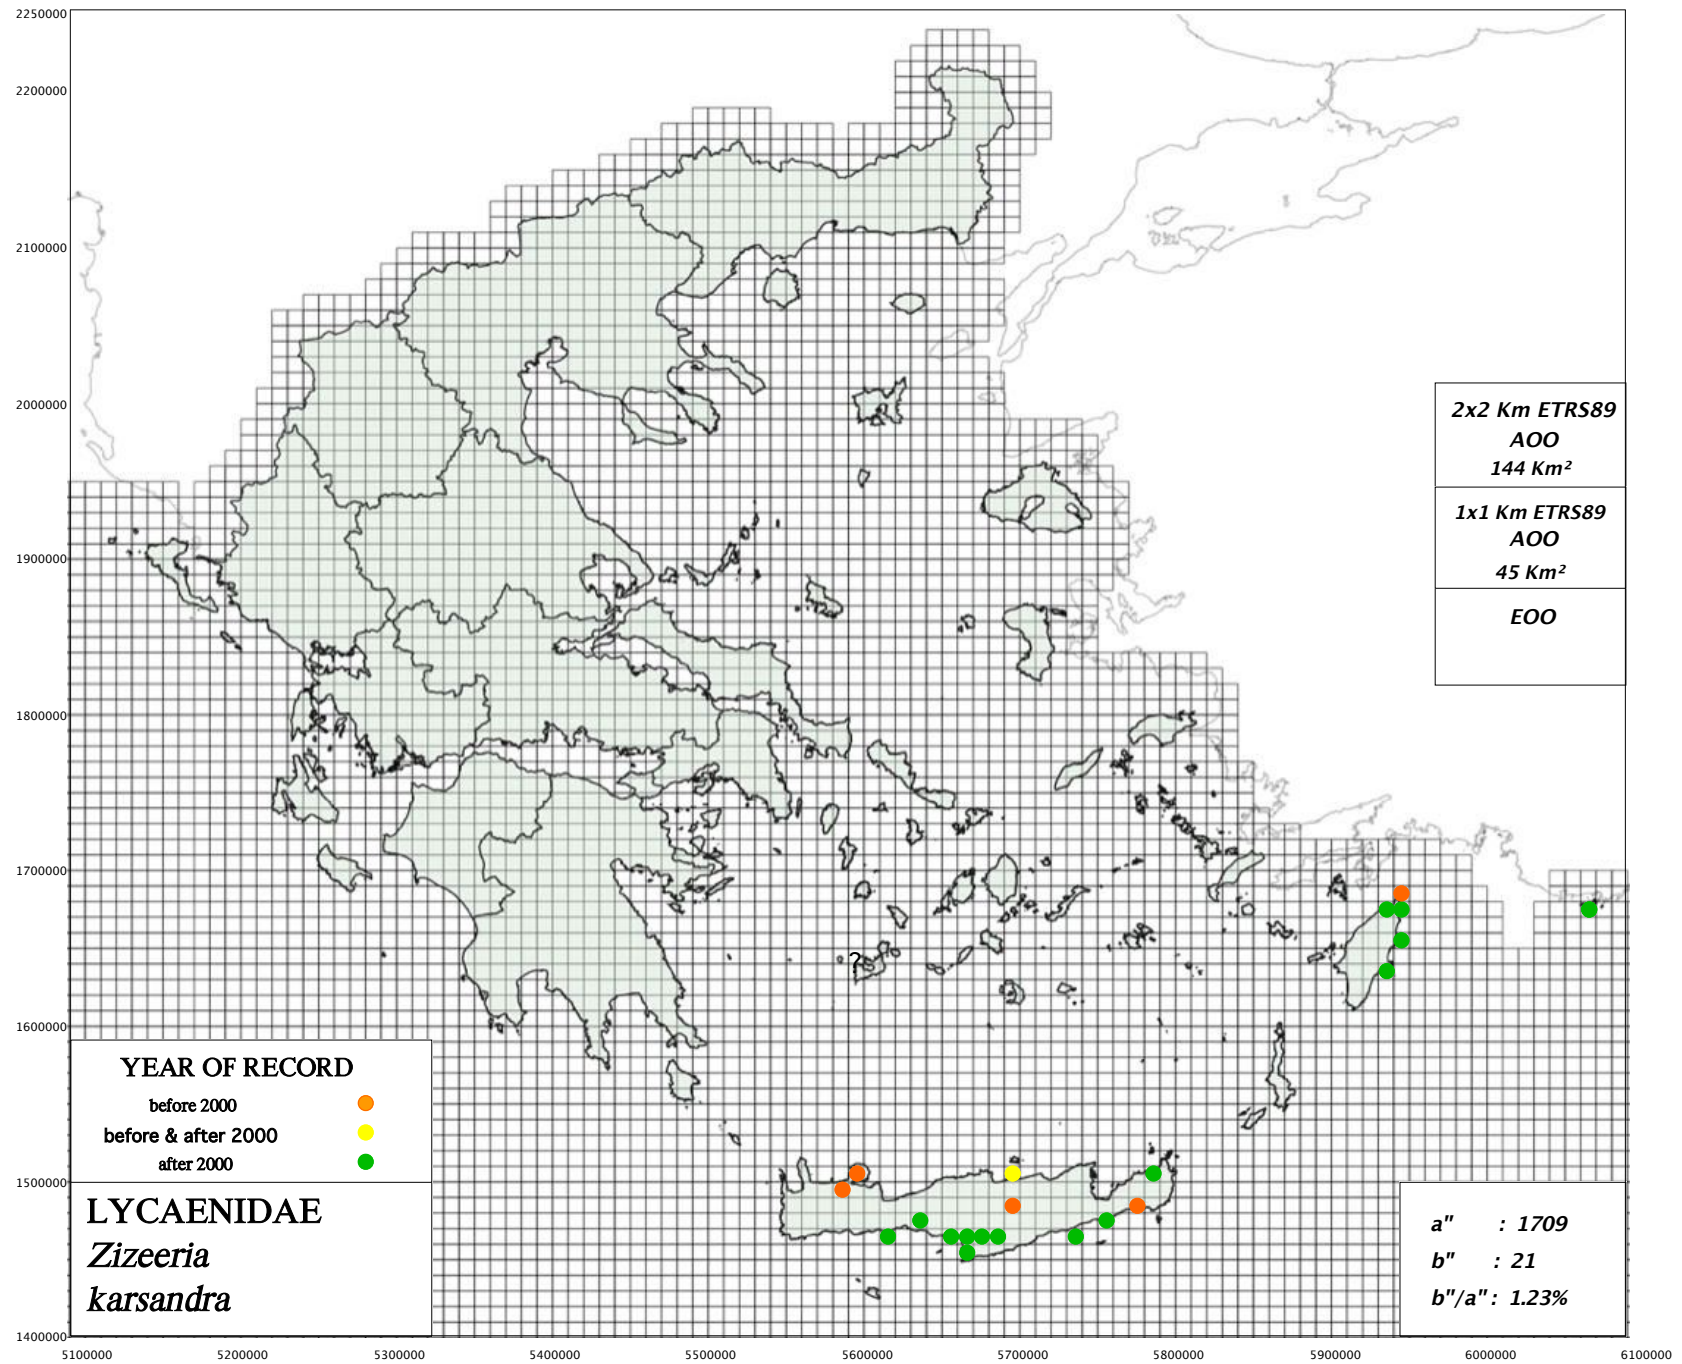 2250000
2200000
2100000
2000000
1900000
1800000
1700000
1600000
1500000
1400000
2x2 Km ETRS89
AOO
144 Km²
1x1 Km ETRS89
AOO
45 Km²
EOO
?
YEAR OF RECORD
before 2000
before & after 2000
after 2000
LYCAENIDAE
Zizeeria
karsandra
a" : 1709
b" : 21
b"/a" : 1.23%
5100000 5200000 5300000 5400000 5500000 5600000 5700000 5800000 5900000 6000000 6100000